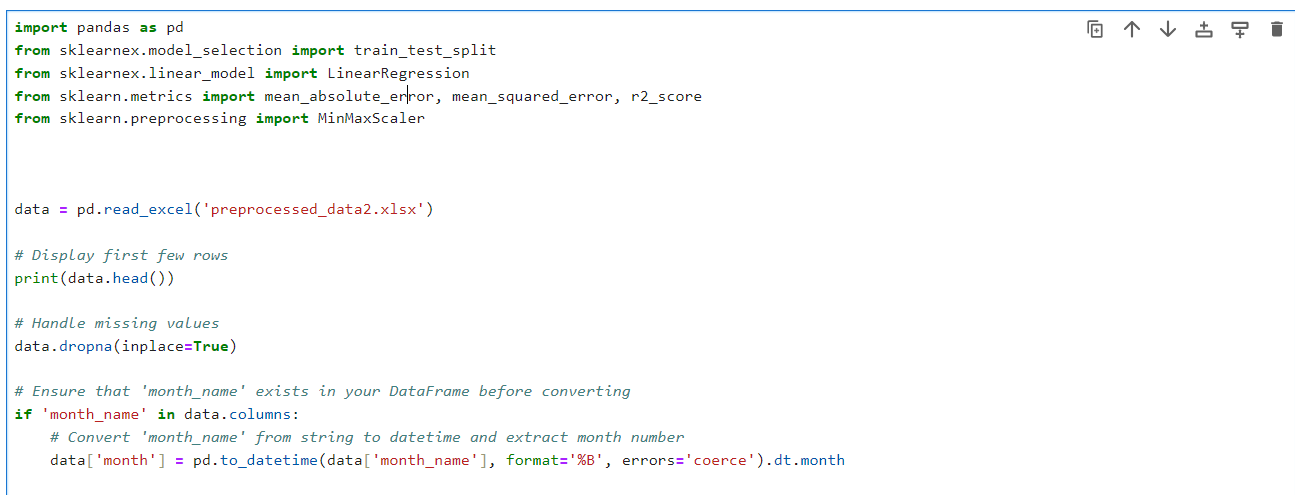 import pandas as pd
from sklearnex.model_selection import train_test_split
from sklearnex.linear_model import LinearRegression
from sklearn.metrics import mean_absolute_error, mean_squared_error, r2_score
from sklearn.preprocessing import MinMaxScaler
data = pd.read_excel('preprocessed_data2.xlsx')
# Display first few rows
print(data.head())
# Handle missing values
data.dropna(inplace=True)
# Ensure that 'month_name' exists in your DataFrame before converting
if 'month_name' in data.columns:
    # Convert 'month_name' from string to datetime and extract month number
    data['month'] = pd.to_datetime(data['month_name'], format='%B', errors='coerce').dt.month